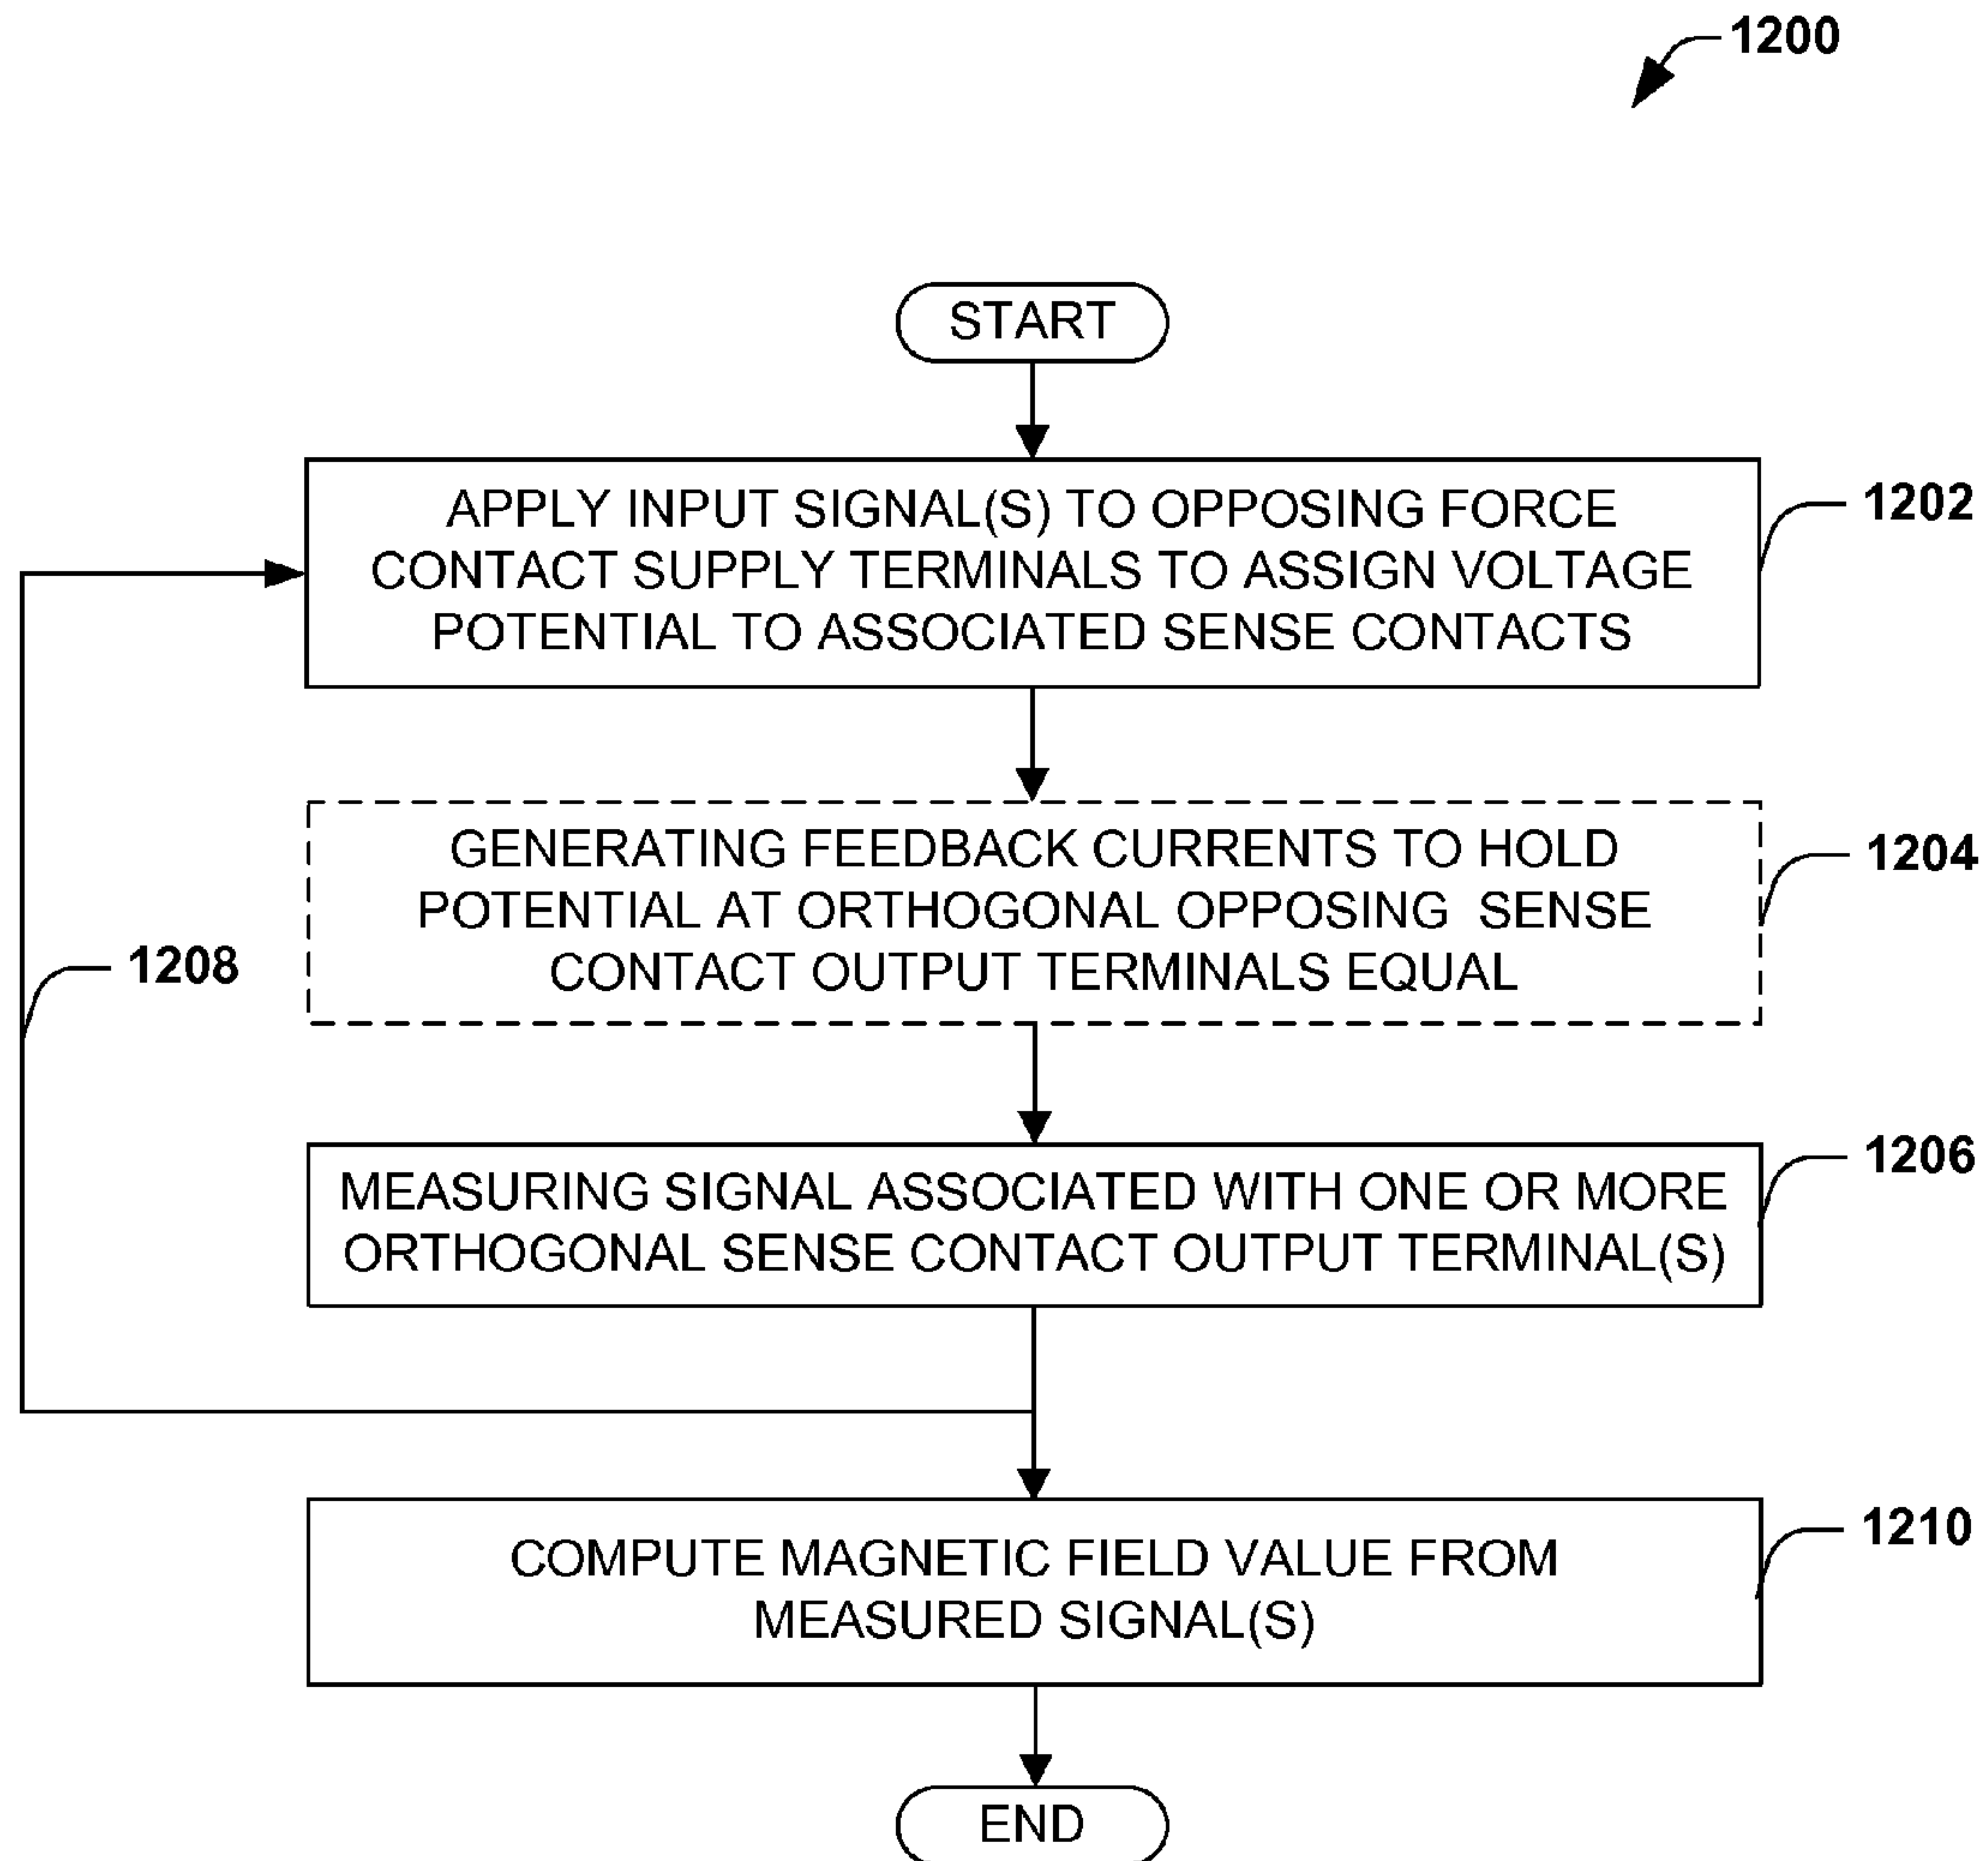 1200
START
APPLY INPUT SIGNAL(S) TO OPPOSING FORCE
CONTACT SUPPLY TERMINALS TO ASSIGN VOLTAGE
POTENTIAL TO ASSOCIATED SENSE CONTACTS
1202
GENERATING FEEDBACK CURRENTS TO HOLD
POTENTIAL AT ORTHOGONAL OPPOSING SENSE
CONTACT OUTPUT TERMINALS EQUAL
1204
1208
MEASURING SIGNAL ASSOCIATED WITH ONE OR MORE
ORTHOGONAL SENSE CONTACT OUTPUT TERMINAL(S)
1206
COMPUTE MAGNETIC FIELD VALUE FROM
MEASURED SIGNAL(S)
1210
END